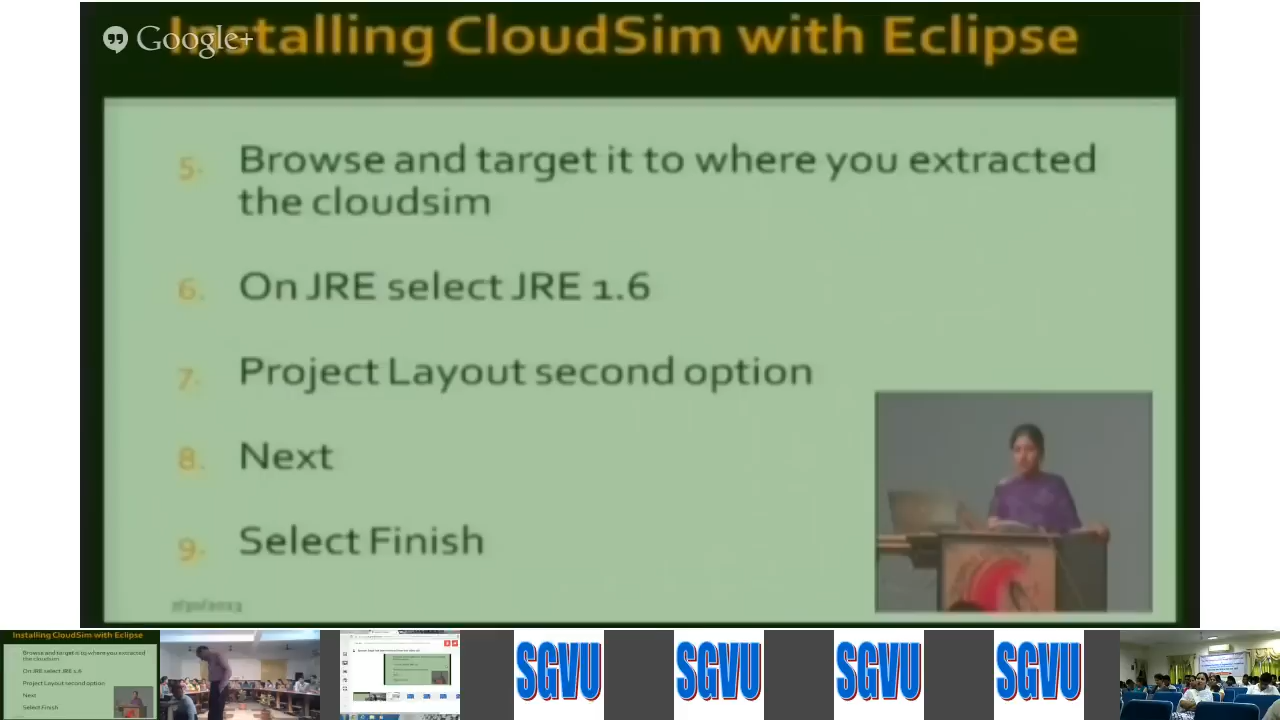 Installing CloudSim with Eclipse
Google+
5. Browse and target it to where you extracted
the cloudsim
6. On JRE select JRE 1.6
7. Project Layout second option
8. Next
9. Select Finish
Installing CloudSim with Eclipse
Browse and target it to where you extracted
the cloudsim
On JRE select JRE 1.6
Project Layout second option
Next
Select Finish
SGVU
SGVU
SGVU
SGVU